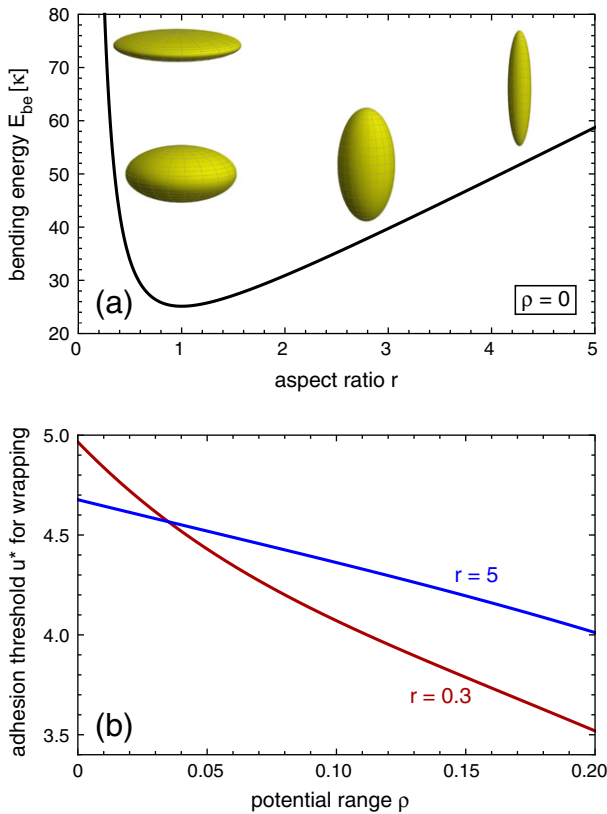 80
70
60
50
40
30
20
bending energy E_be [κ]
(a)
ρ = 0
0 1 2 3 4 5
aspect ratio r
5.0
4.5
4.0
3.5
adhesion threshold u* for wrapping
r = 5
r = 0.3
(b)
0 0.05 0.10 0.15 0.20
potential range ρ